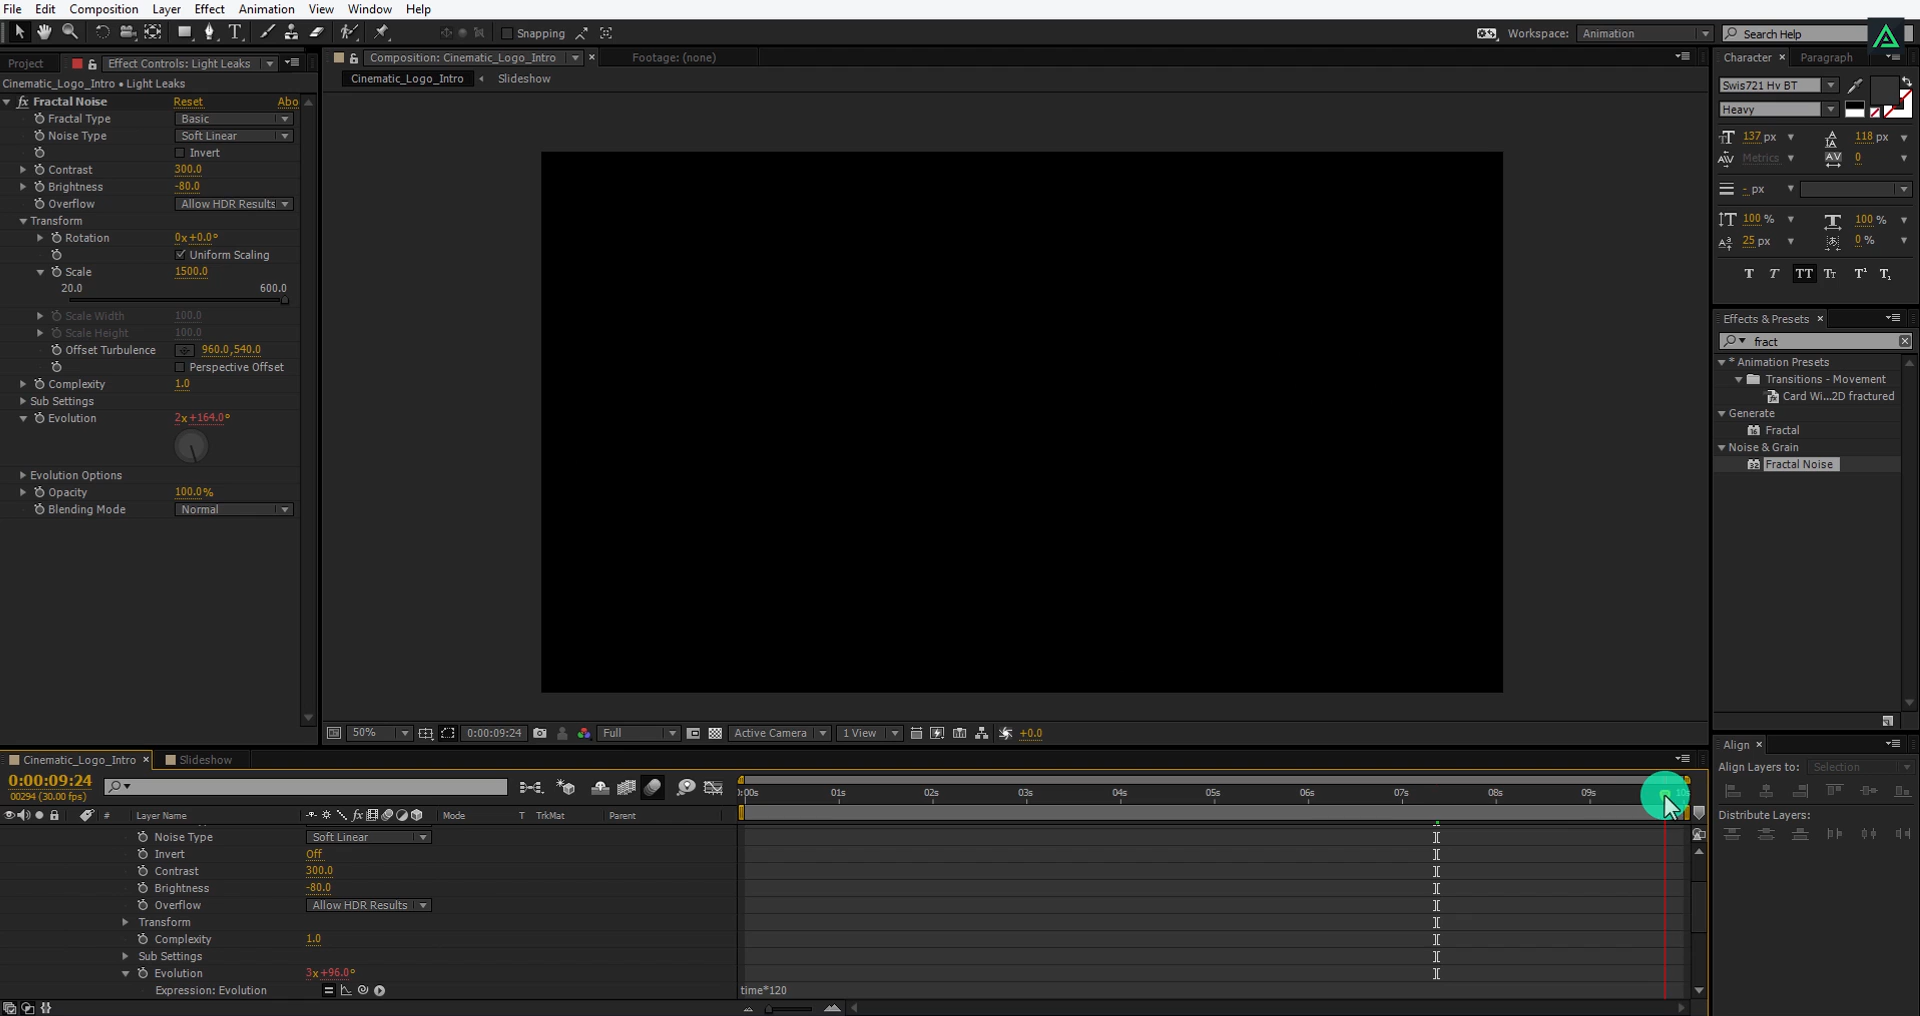 File Edit Composition Layer Effect Animation View Window Help
Snapping Workspace: Animation Search Help
Project Effect Controls: Light Leaks Composition: Cinematic_Logo_Intro Footage: (none) Character Paragraph
Cinematic_Logo_Intro Slideshow
Cinematic_Logo_Intro • Light Leaks
Fractal Noise Reset Abo
Fractal Type Basic
Noise Type Soft Linear
Invert
Contrast 300.0
Brightness -80.0
Overflow Allow HDR Results
Transform
Rotation 0x+0.0°
Uniform Scaling
Scale 1500.0
20.0 600.0
Scale Width 100.0
Scale Height 100.0
Offset Turbulence 960.0,540.0
Perspective Offset
Complexity 1.0
Sub Settings
Evolution 2x+164.0°
Evolution Options
Opacity 100.0%
Blending Mode Normal
Swis721 Hv BT
Heavy
137 px 118 px
Metrics 0
- px
100 % 100 %
25 px 0 %
T T TT Tr T¹ T₁
Effects & Presets
fract
* Animation Presets
Transitions - Movement
Card Wi...2D fractured
Generate
Fractal
Noise & Grain
Fractal Noise
50% 0:00:09:24 Full Active Camera 1 View +0.0
Cinematic_Logo_Intro Slideshow
0:00:09:24
00294 (30.00 fps)
:00s 01s 02s 03s 04s 05s 06s 07s 08s 09s 10s
# Layer Name Mode T TrkMat Parent
Noise Type Soft Linear
Invert Off
Contrast 300.0
Brightness -80.0
Overflow Allow HDR Results
Transform
Complexity 1.0
Sub Settings
Evolution 3x+96.0°
Expression: Evolution time*120
Align
Align Layers to: Selection
Distribute Layers: